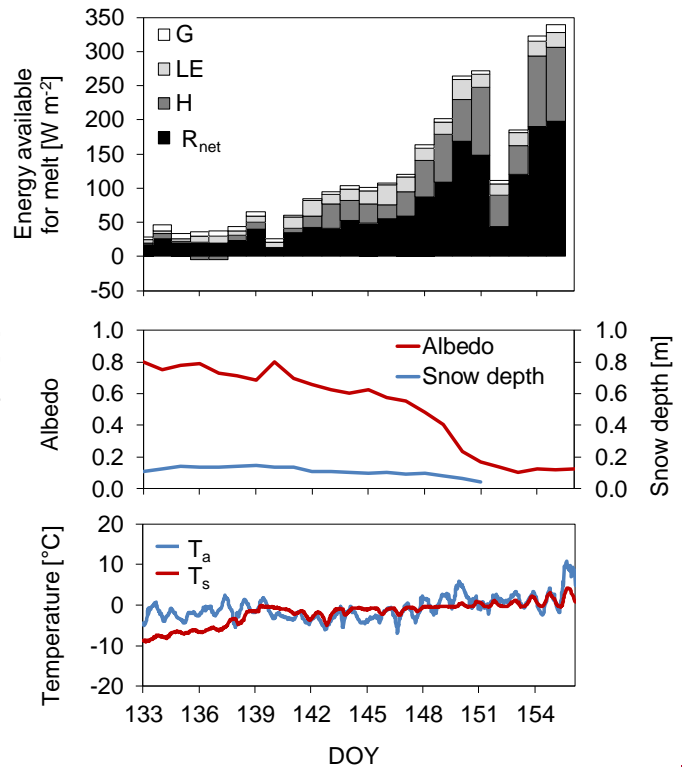 350
300
250
200
150
100
50
0
-50
Energy available
for melt [W m-2]
G
LE
H
Rnet
1.0
0.8
0.6
0.4
0.2
0.0
Albedo
Albedo
Snow depth
1.0
0.8
0.6
0.4
0.2
0.0
Snow depth [m]
20
10
0
-10
-20
Temperature [°C]
Ta
Ts
133 136 139 142 145 148 151 154
DOY